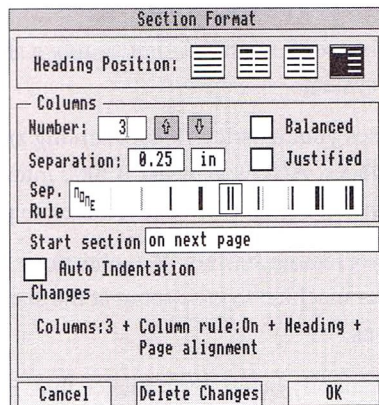 Section Format
Heading Position:
Columns
Number: 3 Balanced
Separation: 0.25 in Justified
Sep. Rule NONE
Start section on next page
Auto Indentation
Changes
Columns:3 + Column rule:On + Heading +
Page alignment
Cancel Delete Changes OK